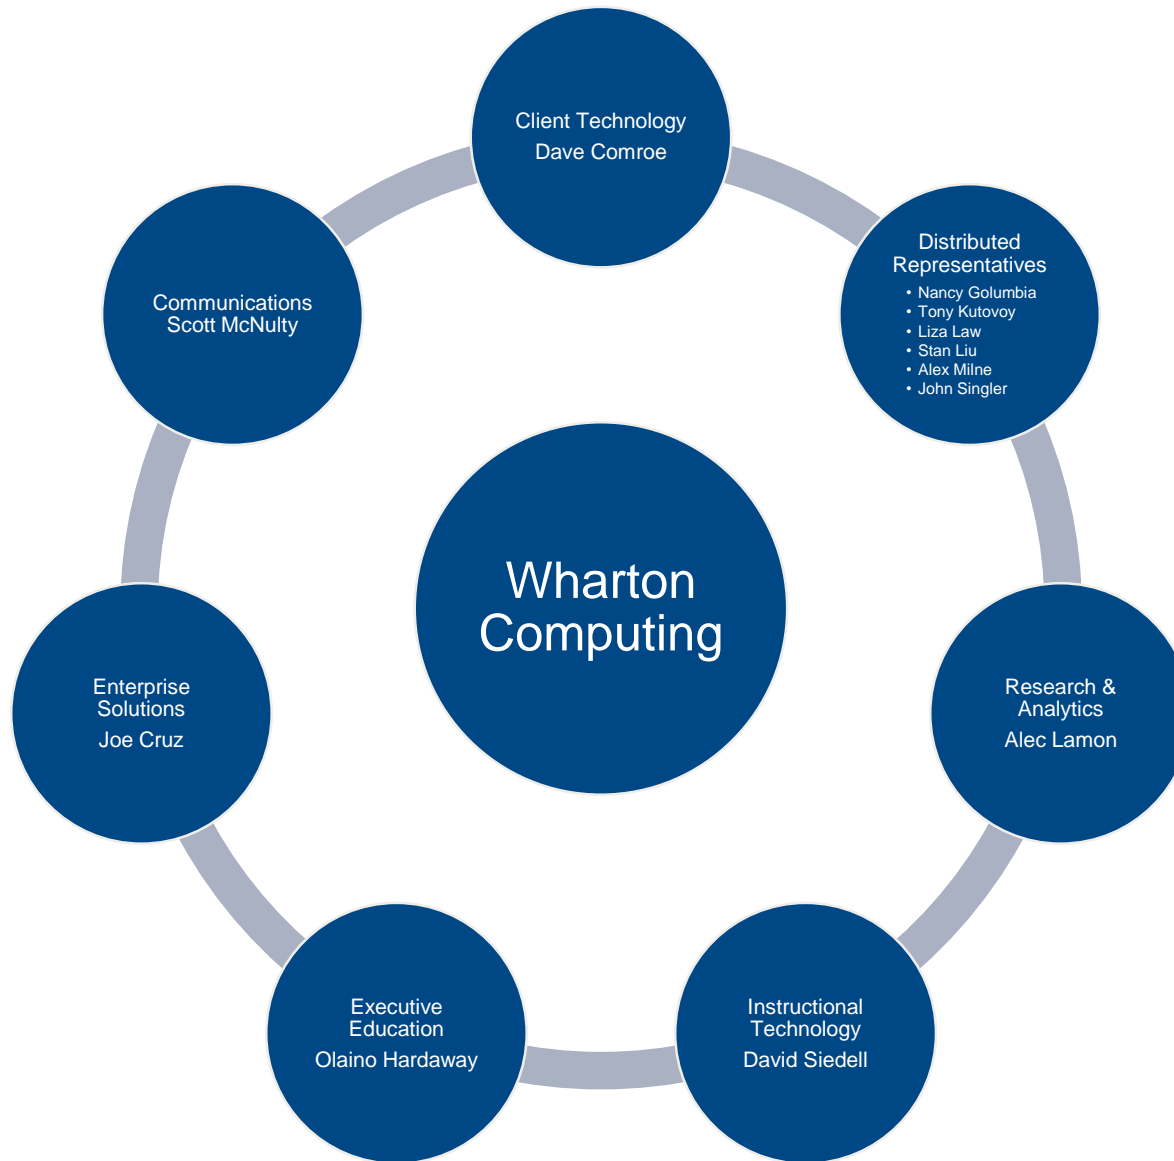 Client Technology
Dave Comroe
Distributed
Representatives
• Nancy Golumbia
• Tony Kutovoy
• Liza Law
• Stan Liu
• Alex Milne
• John Singler
Communications
Scott McNulty
Wharton
Computing
Enterprise
Solutions
Joe Cruz
Research &
Analytics
Alec Lamon
Executive
Education
Olaino Hardaway
Instructional
Technology
David Siedell